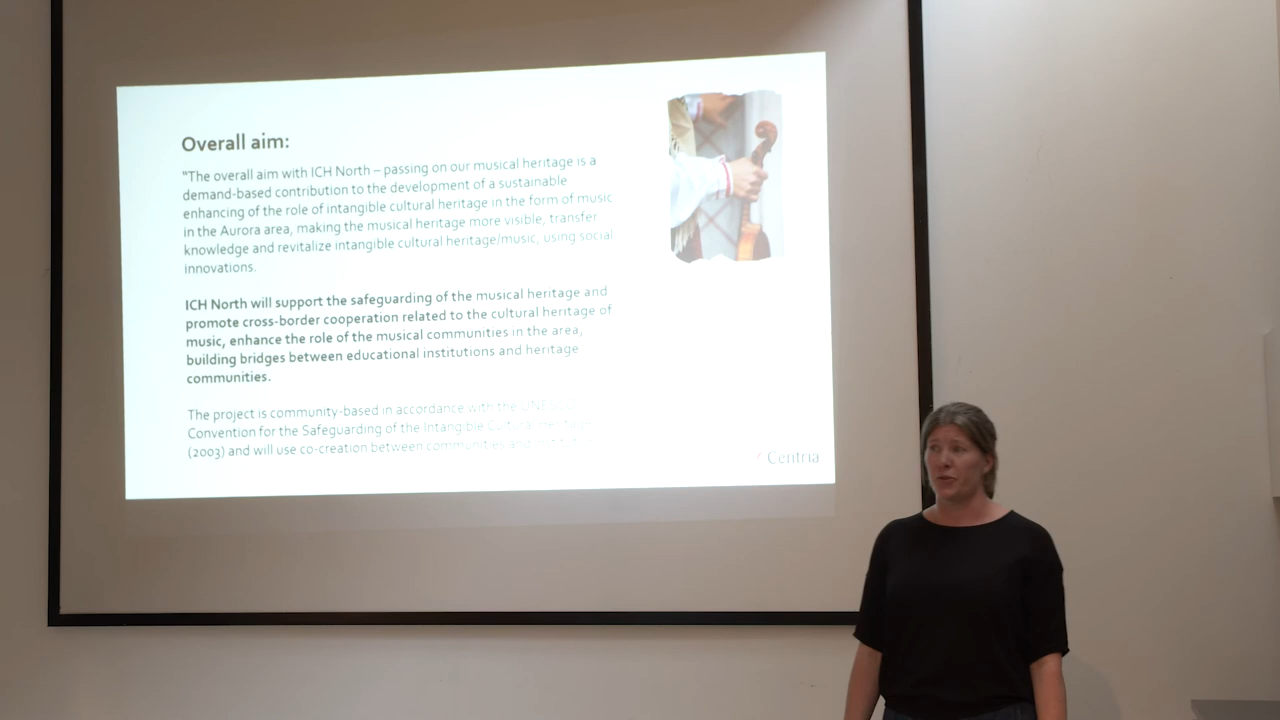 Overall aim:
"The overall aim with ICH North – passing on our musical heritage is a
demand-based contribution to the development of a sustainable
enhancing of the role of intangible cultural heritage in the form of music
in the Aurora area, making the musical heritage more visible, transfer
knowledge and revitalize intangible cultural heritage/music, using social
innovations.
ICH North will support the safeguarding of the musical heritage and
promote cross-border cooperation related to the cultural heritage of
music, enhance the role of the musical communities in the area,
building bridges between educational institutions and heritage
communities.
The project is community-based in accordance with the UNESCO
Convention for the Safeguarding of the Intangible Cultural Heritage
(2003) and will use co-creation between communities and
Centria